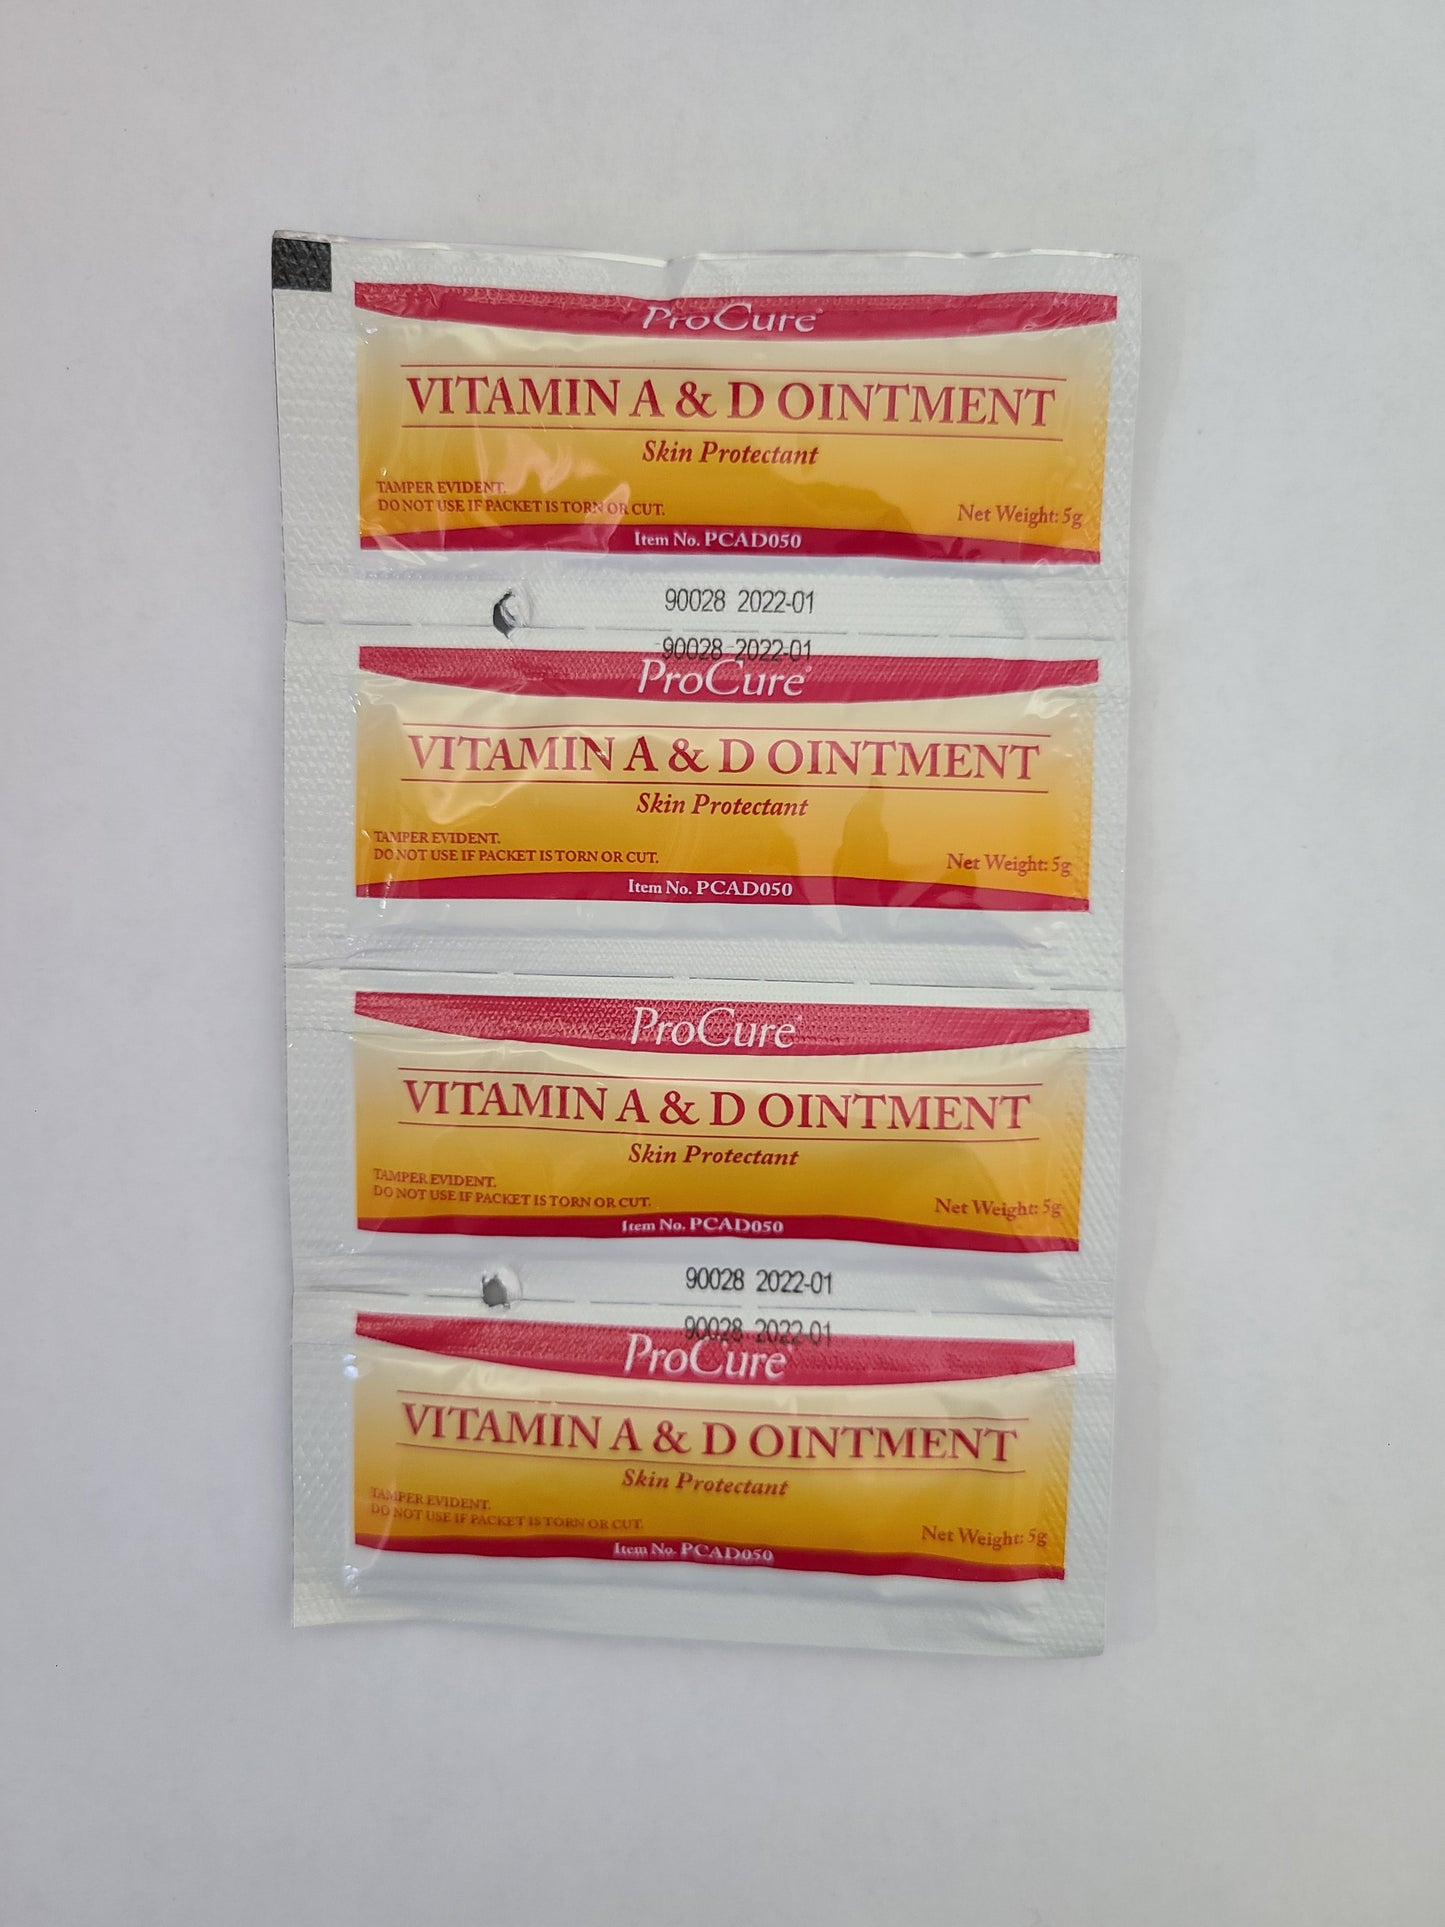 ProCure®
VITAMIN A & D OINTMENT
Skin Protectant
TAMPER EVIDENT.
DO NOT USE IF PACKET IS TORN OR CUT.
Net Weight: 5g
Item No. PCAD050
90028 2022-01
90028 2022-01
ProCure®
VITAMIN A & D OINTMENT
Skin Protectant
TAMPER EVIDENT.
DO NOT USE IF PACKET IS TORN OR CUT.
Net Weight: 5g
Item No. PCAD050
ProCure®
VITAMIN A & D OINTMENT
Skin Protectant
TAMPER EVIDENT.
DO NOT USE IF PACKET IS TORN OR CUT.
Net Weight: 5g
Item No. PCAD050
90028 2022-01
90028 2022-01
ProCure®
VITAMIN A & D OINTMENT
Skin Protectant
TAMPER EVIDENT.
DO NOT USE IF PACKET IS TORN OR CUT.
Net Weight: 5g
Item No. PCAD050